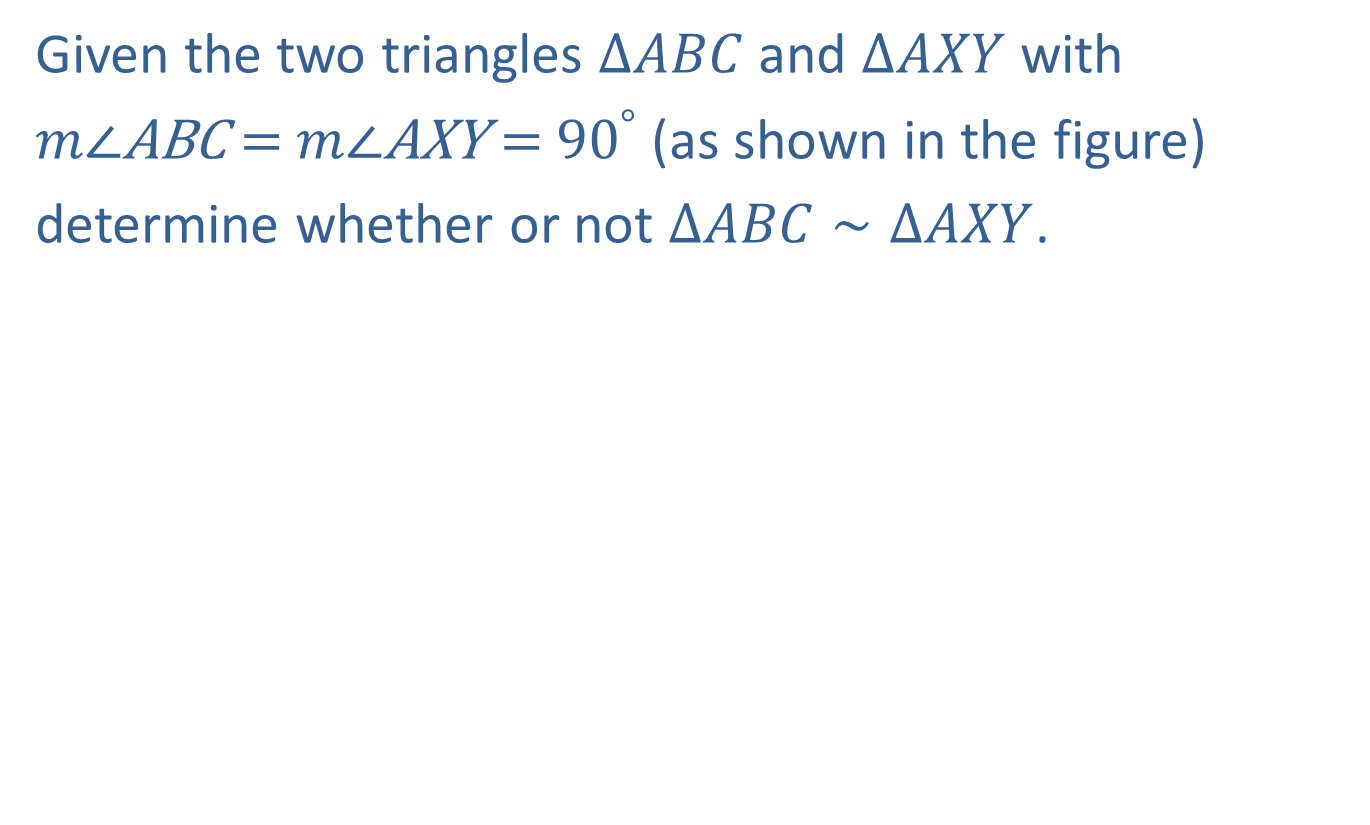 Given the two triangles ΔABC and ΔAXY with
m∠ABC = m∠AXY = 90° (as shown in the figure)
determine whether or not ΔABC ~ ΔAXY.